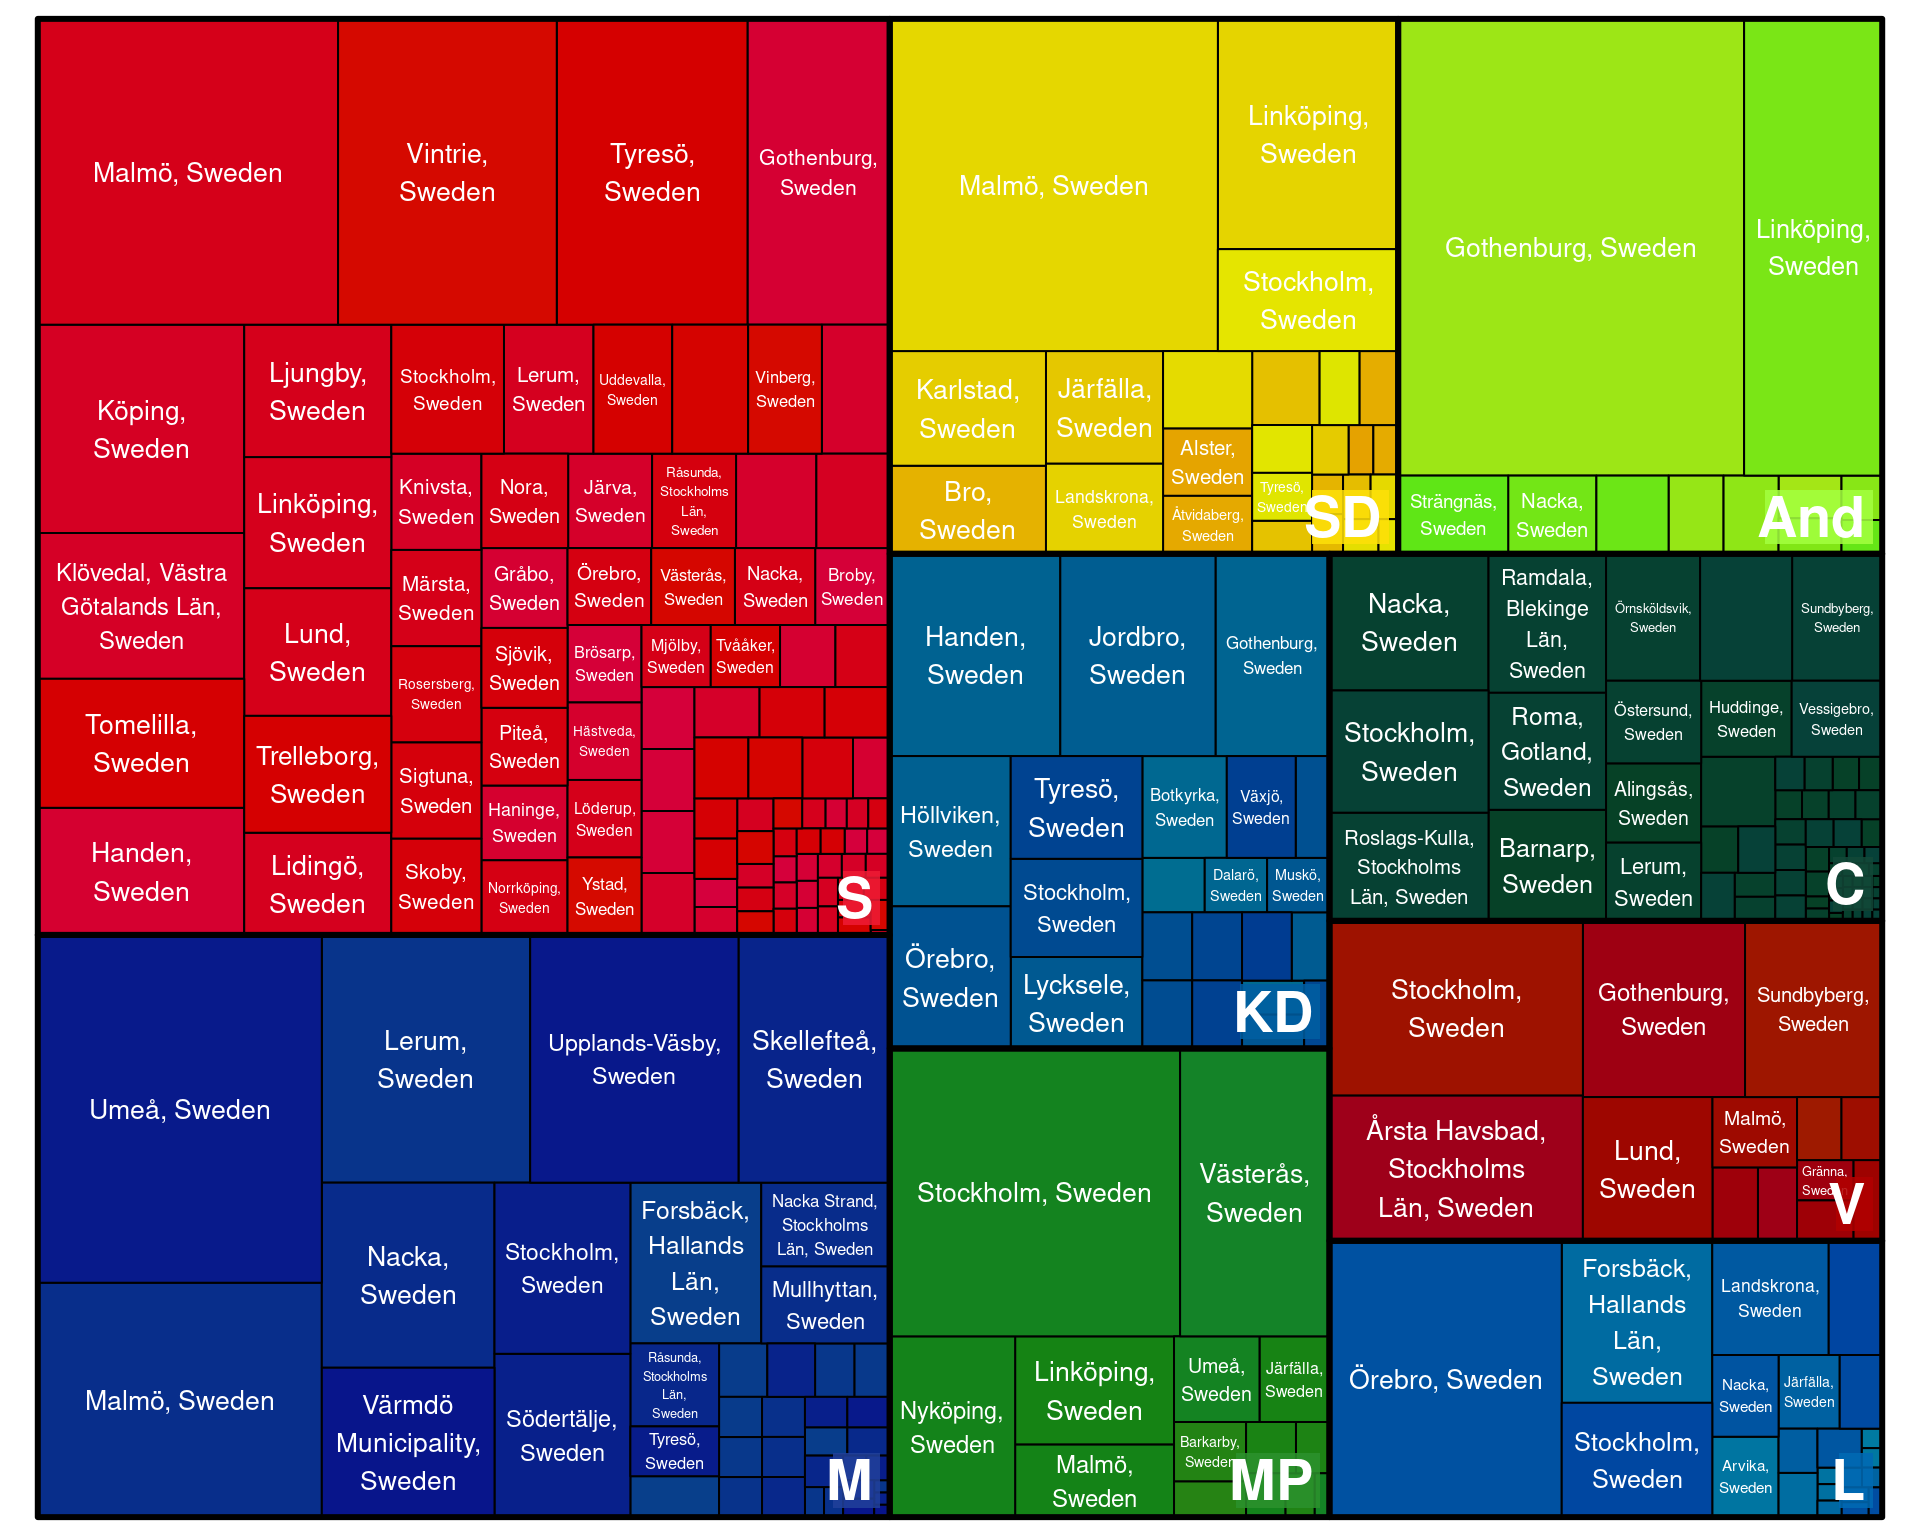 Malmö, Sweden
Vintrie,
Sweden
Tyresö,
Sweden
Gothenburg,
Sweden
Köping,
Sweden
Ljungby,
Sweden
Stockholm,
Sweden
Lerum,
Sweden
Uddevalla,
Sweden
Vinberg,
Sweden
Linköping,
Sweden
Knivsta,
Sweden
Nora,
Sweden
Järva,
Sweden
Råsunda,
Stockholms
Län,
Sweden
Klövedal, Västra
Götalands Län,
Sweden
Lund,
Sweden
Märsta,
Sweden
Gråbo,
Sweden
Örebro,
Sweden
Västerås,
Sweden
Nacka,
Sweden
Broby,
Sweden
Sjövik,
Sweden
Brösarp,
Sweden
Mjölby,
Sweden
Tvååker,
Sweden
Tomelilla,
Sweden
Trelleborg,
Sweden
Rosersberg,
Sweden
Piteå,
Sweden
Hästveda,
Sweden
Sigtuna,
Sweden
Haninge,
Sweden
Löderup,
Sweden
Handen,
Sweden
Lidingö,
Sweden
Skoby,
Sweden
Norrköping,
Sweden
Ystad,
Sweden
S
Malmö, Sweden
Linköping,
Sweden
Stockholm,
Sweden
Karlstad,
Sweden
Järfälla,
Sweden
Alster,
Sweden
Bro,
Sweden
Landskrona,
Sweden
Åtvidaberg,
Sweden
Tyresö,
Sweden
SD
Gothenburg, Sweden
Linköping,
Sweden
Strängnäs,
Sweden
Nacka,
Sweden
And
Handen,
Sweden
Jordbro,
Sweden
Gothenburg,
Sweden
Höllviken,
Sweden
Tyresö,
Sweden
Botkyrka,
Sweden
Växjö,
Sweden
Stockholm,
Sweden
Dalarö,
Sweden
Muskö,
Sweden
Örebro,
Sweden
Lycksele,
Sweden
KD
Nacka,
Sweden
Ramdala,
Blekinge
Län,
Sweden
Örnsköldsvik,
Sweden
Sundbyberg,
Sweden
Stockholm,
Sweden
Roma,
Gotland,
Sweden
Östersund,
Sweden
Huddinge,
Sweden
Vessigebro,
Sweden
Alingsås,
Sweden
Roslags-Kulla,
Stockholms
Län, Sweden
Barnarp,
Sweden
Lerum,
Sweden
C
Umeå, Sweden
Lerum,
Sweden
Upplands-Väsby,
Sweden
Skellefteå,
Sweden
Malmö, Sweden
Nacka,
Sweden
Stockholm,
Sweden
Forsbäck,
Hallands
Län,
Sweden
Nacka Strand,
Stockholms
Län, Sweden
Mullhyttan,
Sweden
Värmdö
Municipality,
Sweden
Södertälje,
Sweden
Råsunda,
Stockholms
Län,
Sweden
Tyresö,
Sweden
M
Stockholm, Sweden
Västerås,
Sweden
Nyköping,
Sweden
Linköping,
Sweden
Umeå,
Sweden
Järfälla,
Sweden
Malmö,
Sweden
Barkarby,
Sweden
MP
Stockholm,
Sweden
Gothenburg,
Sweden
Sundbyberg,
Sweden
Årsta Havsbad,
Stockholms
Län, Sweden
Lund,
Sweden
Malmö,
Sweden
Gränna,
Sweden
V
Örebro, Sweden
Forsbäck,
Hallands
Län,
Sweden
Landskrona,
Sweden
Stockholm,
Sweden
Nacka,
Sweden
Järfälla,
Sweden
Arvika,
Sweden
L